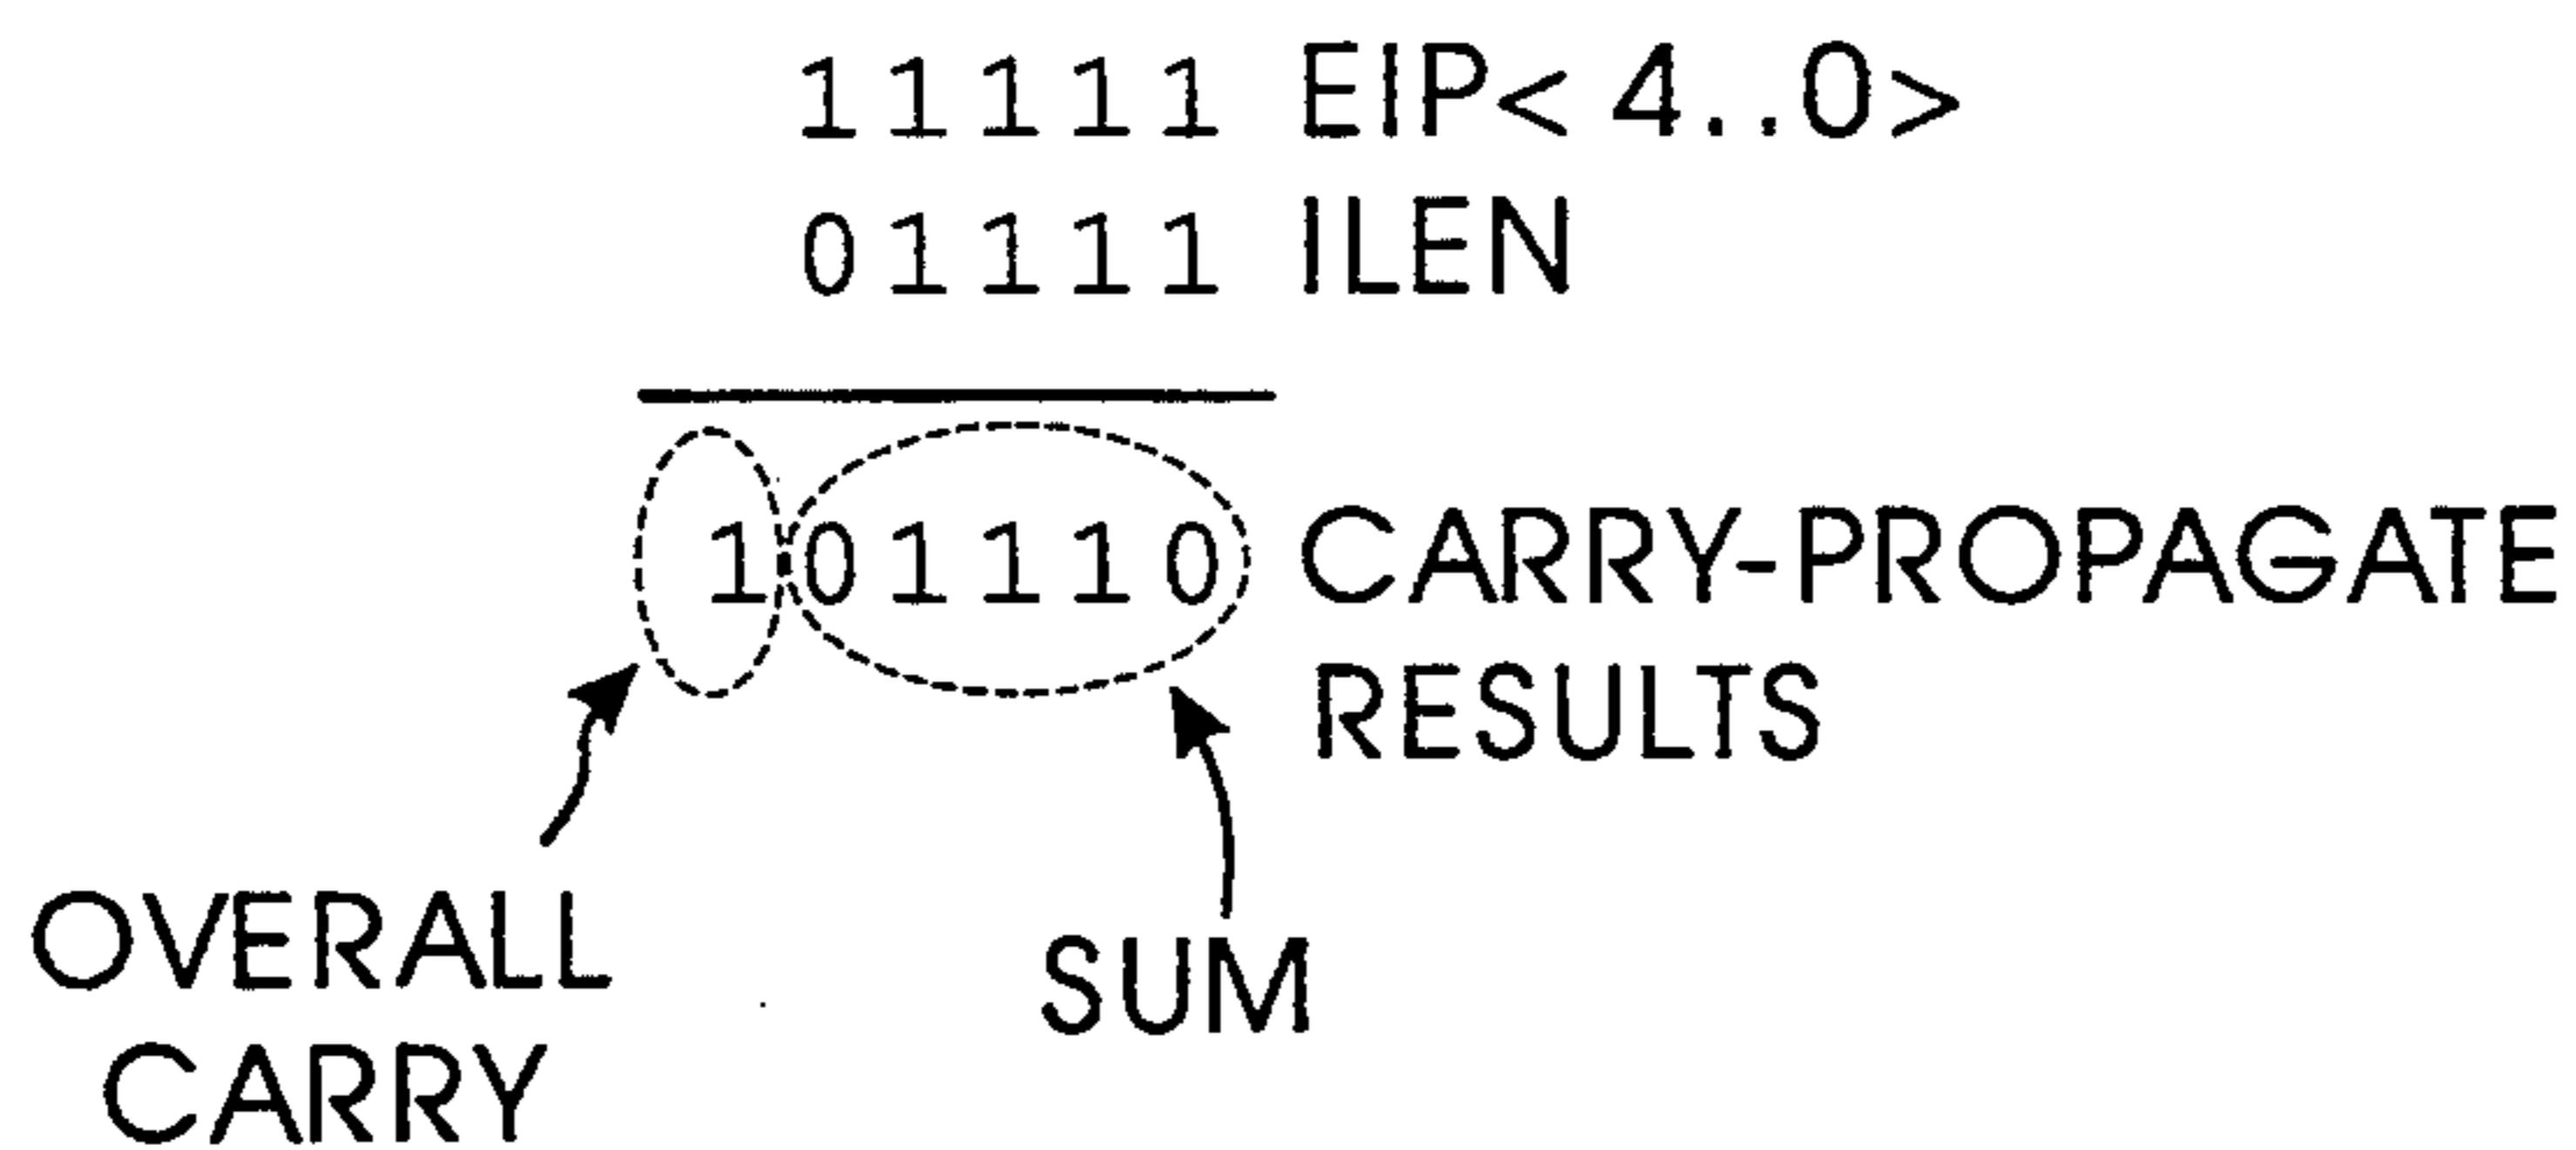 11111 EIP< 4..0>
01111 ILEN
101110 CARRY-PROPAGATE
RESULTS
OVERALL
CARRY
SUM